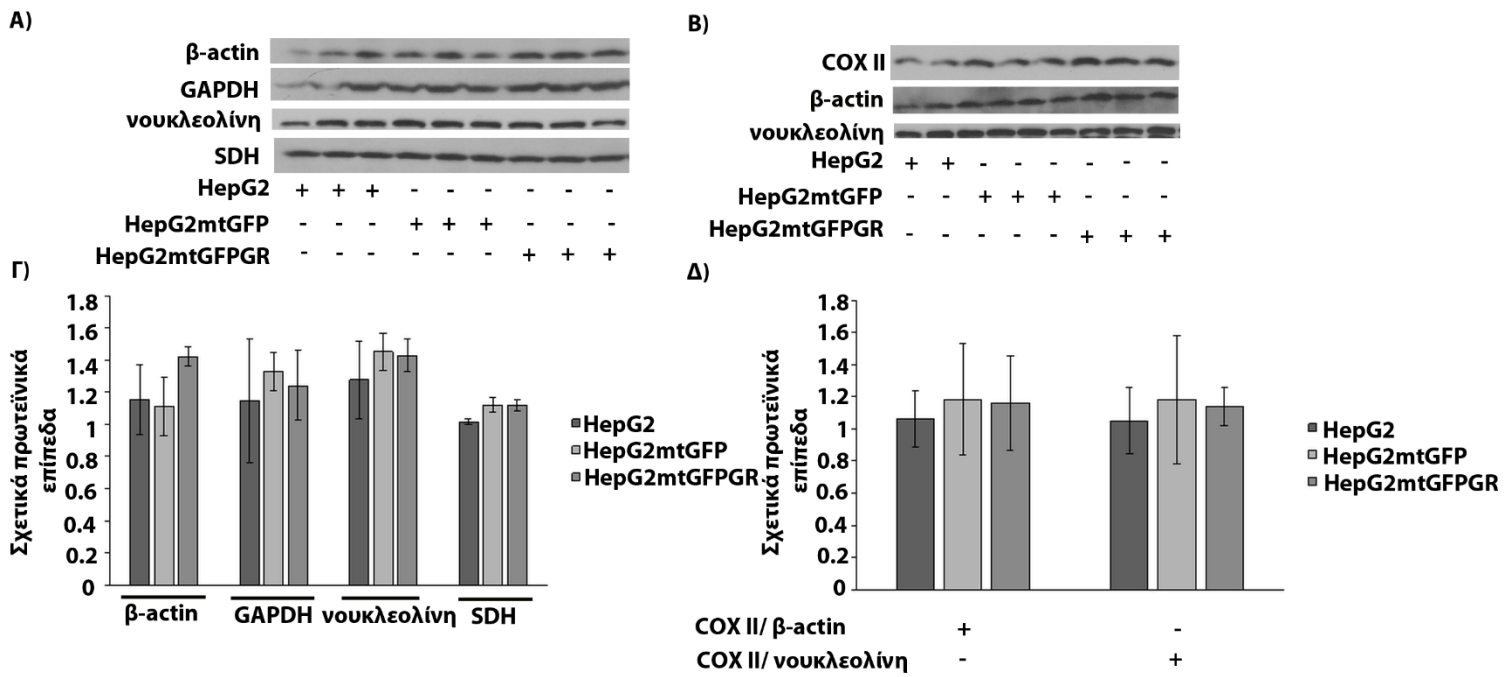 Α)
β-actin
GAPDH
νουκλεολίνη
SDH
HepG2 + + + - - - - - -
HepG2mtGFP - - - + + + - - -
HepG2mtGFPGR - - - - - - + + +
Β)
COX II
β-actin
νουκλεολίνη
HepG2 + + - - - - - -
HepG2mtGFP - - + + + - - -
HepG2mtGFPGR - - - - - + + +
Γ)
Σχετικά πρωτεϊνικά
επίπεδα
1.8
1.6
1.4
1.2
1
0.8
0.6
0.4
0.2
0
β-actin GAPDH νουκλεολίνη SDH
HepG2
HepG2mtGFP
HepG2mtGFPGR
Δ)
Σχετικά πρωτεϊνικά
επίπεδα
1.8
1.6
1.4
1.2
1
0.8
0.6
0.4
0.2
0
HepG2
HepG2mtGFP
HepG2mtGFPGR
COX II/ β-actin + -
COX II/ νουκλεολίνη - +